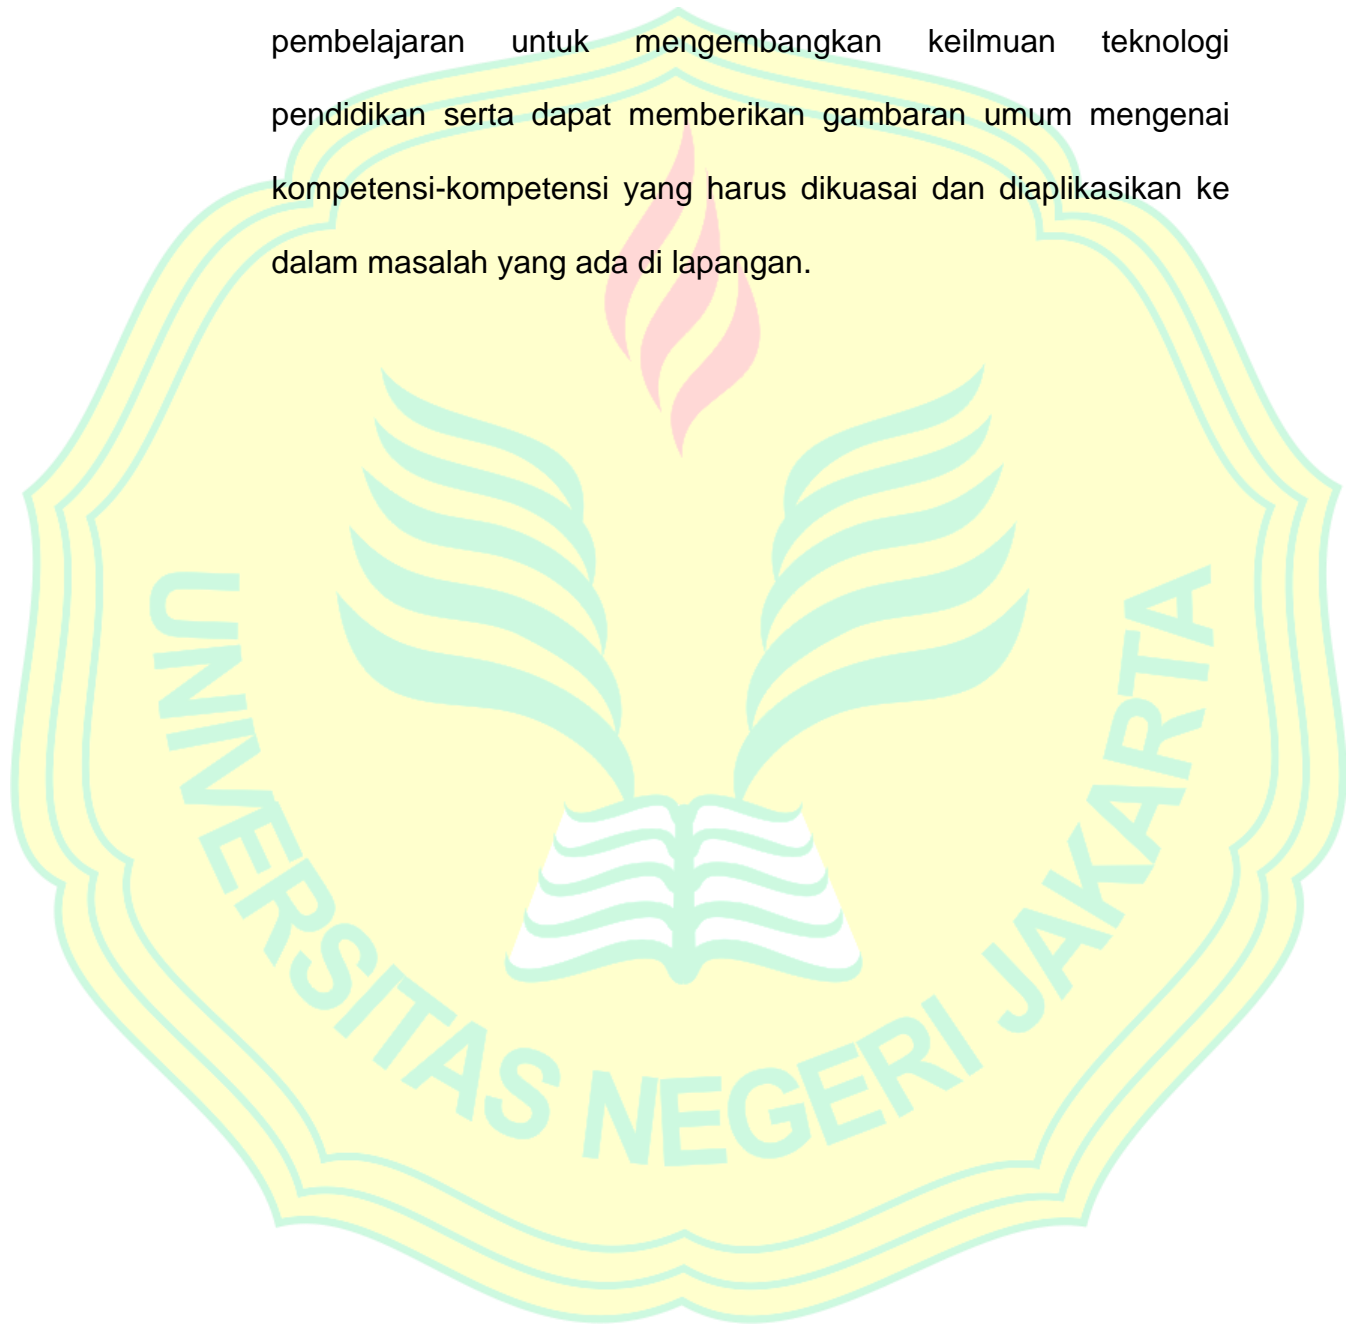 pembelajaran untuk mengembangkan keilmuan teknologi
pendidikan serta dapat memberikan gambaran umum mengenai
kompetensi-kompetensi yang harus dikuasai dan diaplikasikan ke
dalam masalah yang ada di lapangan.
UNIVERSITAS NEGERI JAKARTA